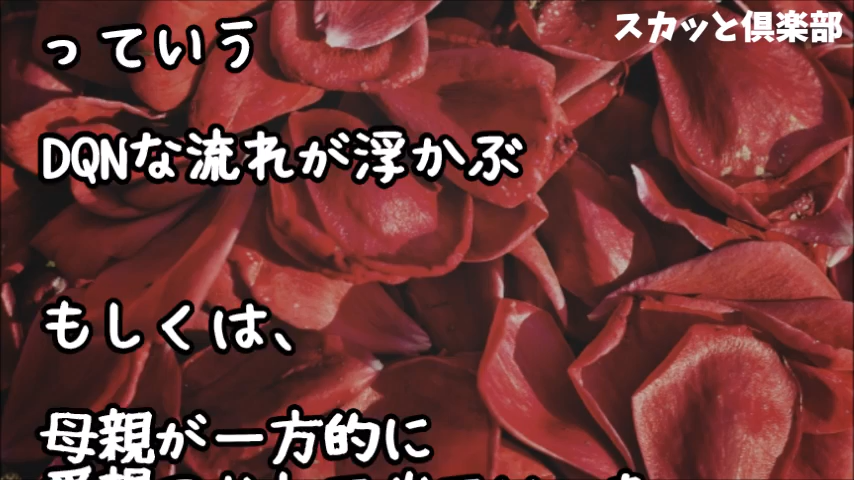 スカッと俱楽部
っていう
DQNな流れが浮かぶ
もしくは、
母親が一方的に